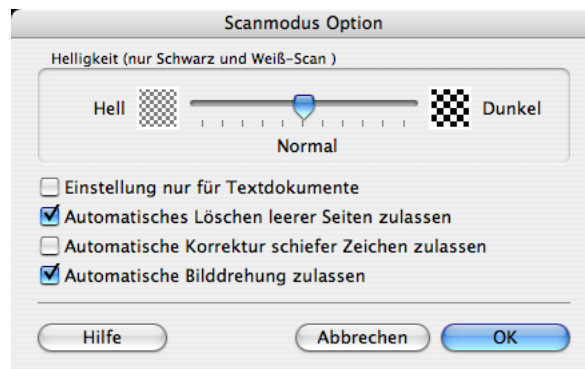 Scanmodus Option
Helligkeit (nur Schwarz und Weiß-Scan )
Hell Dunkel
Normal
Einstellung nur für Textdokumente
Automatisches Löschen leerer Seiten zulassen
Automatische Korrektur schiefer Zeichen zulassen
Automatische Bilddrehung zulassen
Hilfe Abbrechen OK